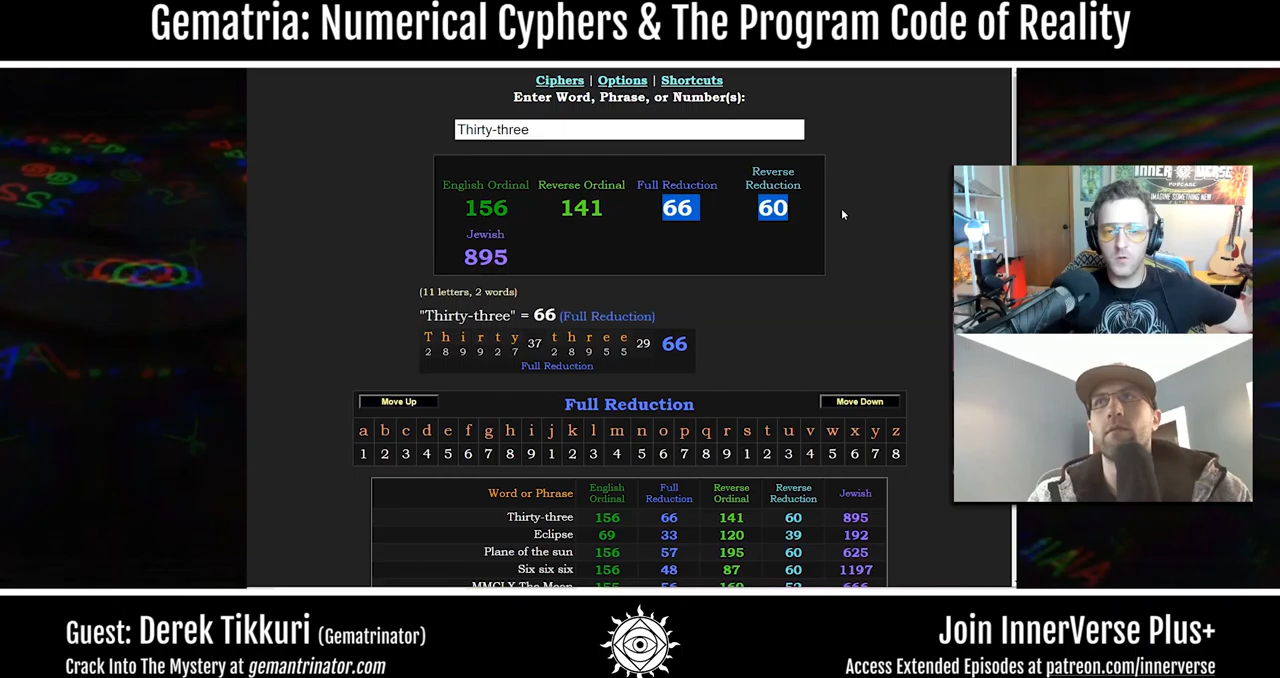 Gematria: Numerical Cyphers & The Program Code of Reality
Ciphers | Options | Shortcuts
Enter Word, Phrase, or Number(s):
Thirty-three
English Ordinal Reverse Ordinal Full Reduction Reverse Reduction
156 141 66 60
Jewish
895
(11 letters, 2 words)
"Thirty-three" = 66 (Full Reduction)
T h i r t y 37 t h r e e 29 66
2 8 9 9 2 7 2 8 9 5 5
Full Reduction
Move Up Full Reduction Move Down
a b c d e f g h i j k l m n o p q r s t u v w x y z
1 2 3 4 5 6 7 8 9 1 2 3 4 5 6 7 8 9 1 2 3 4 5 6 7 8
Word or Phrase English Ordinal Full Reduction Reverse Ordinal Reverse Reduction Jewish
Thirty-three 156 66 141 60 895
Eclipse 69 33 120 39 192
Plane of the sun 156 57 195 60 625
Six six six 156 48 87 60 1197
INNER VERSE
PODCAST
IMAGINE SOMETHING NEW
Guest: Derek Tikkuri (Gematrinator)
Crack Into The Mystery at gemantrinator.com
Join InnerVerse Plus+
Access Extended Episodes at patreon.com/innerverse